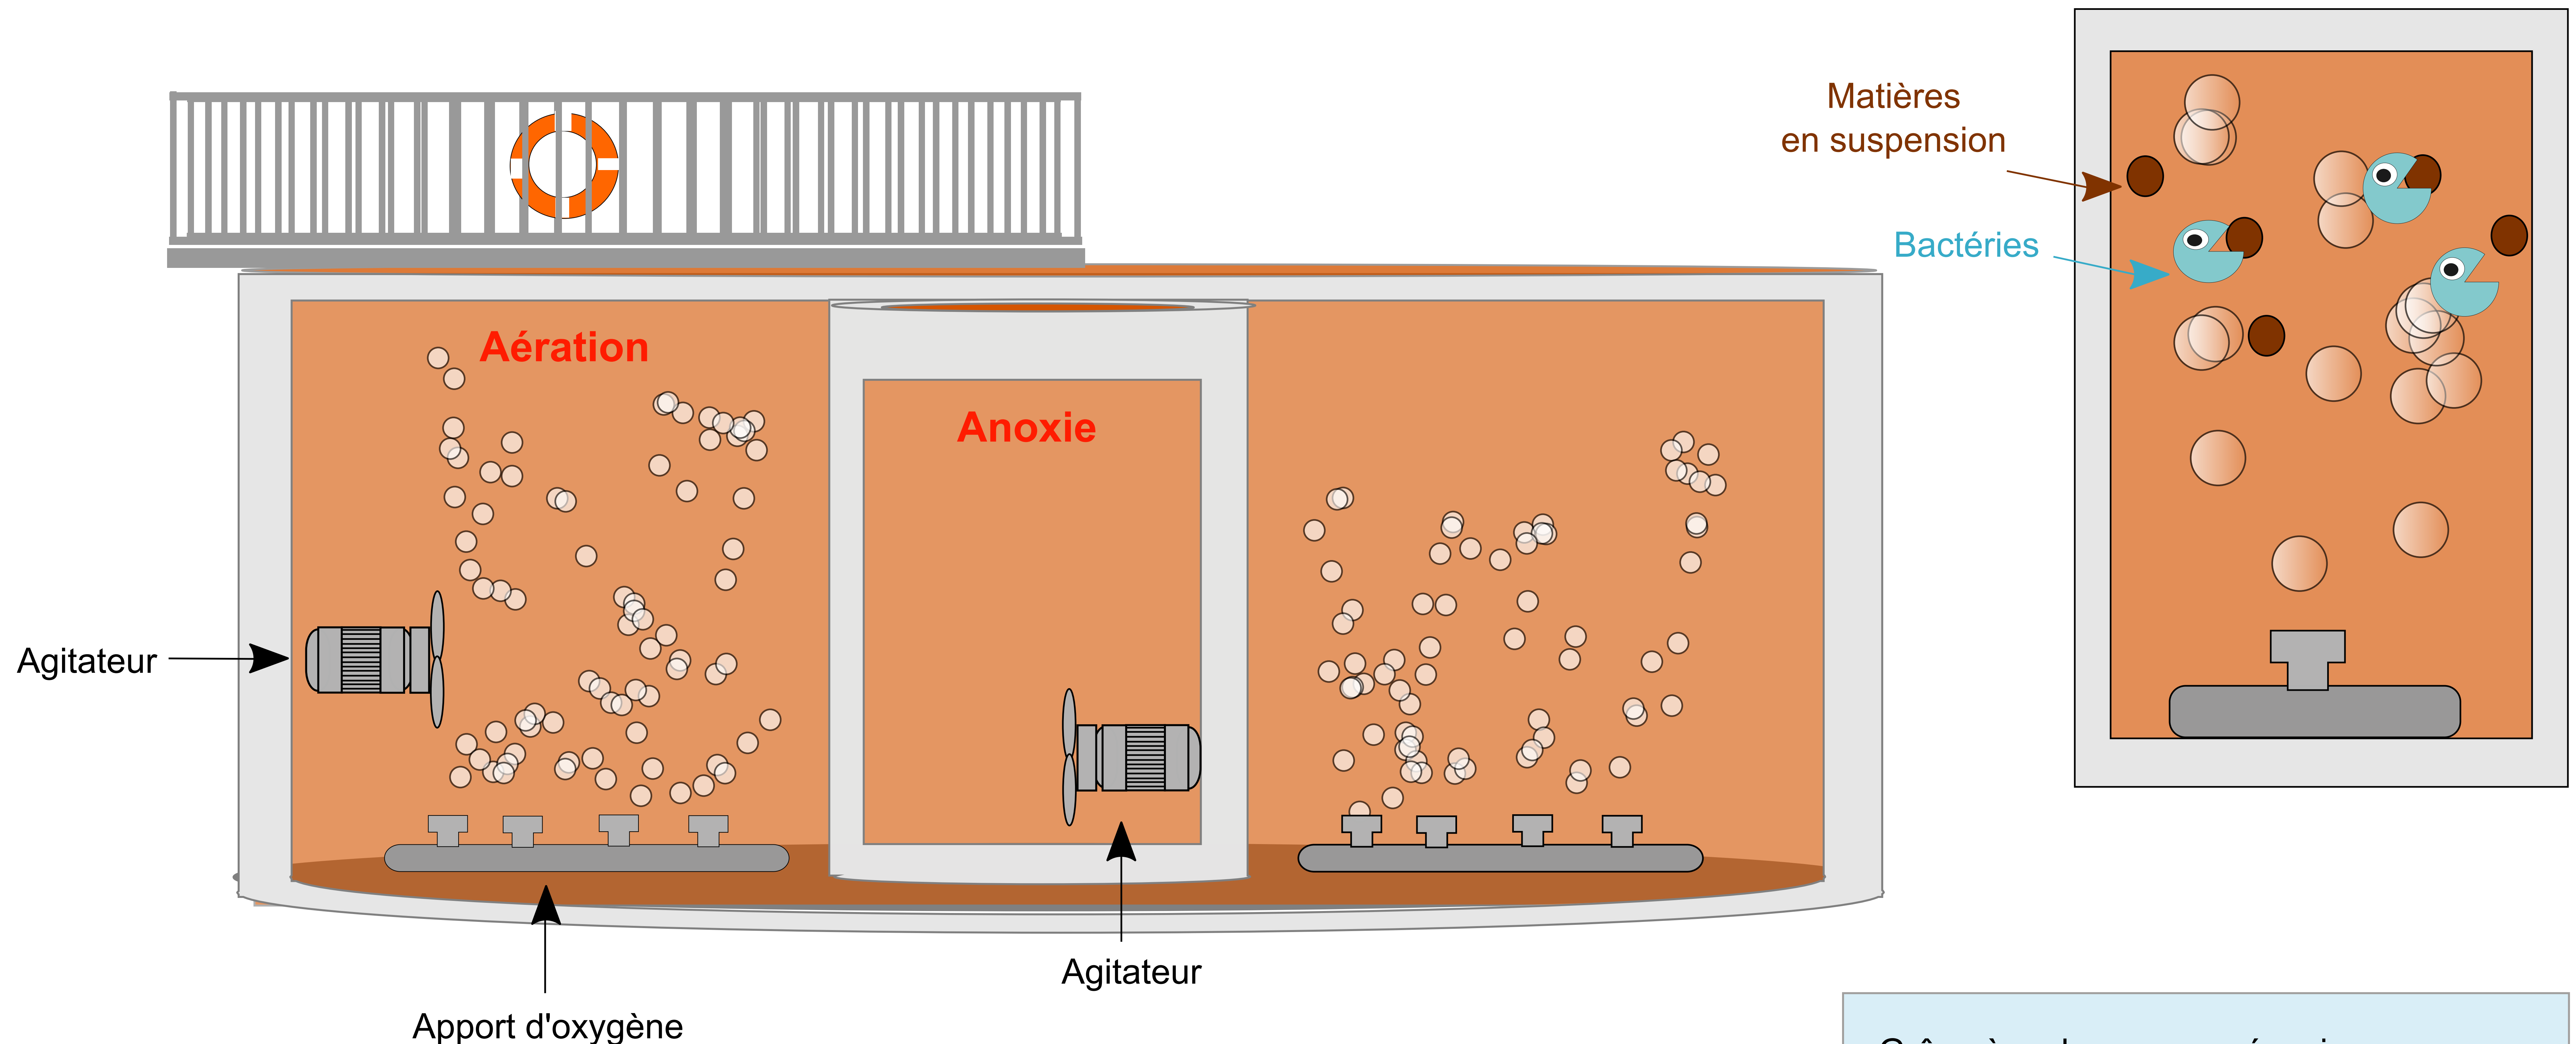 Matières
en suspension
Bactéries
Aération
Anoxie
Agitateur
Agitateur
Apport d'oxygène